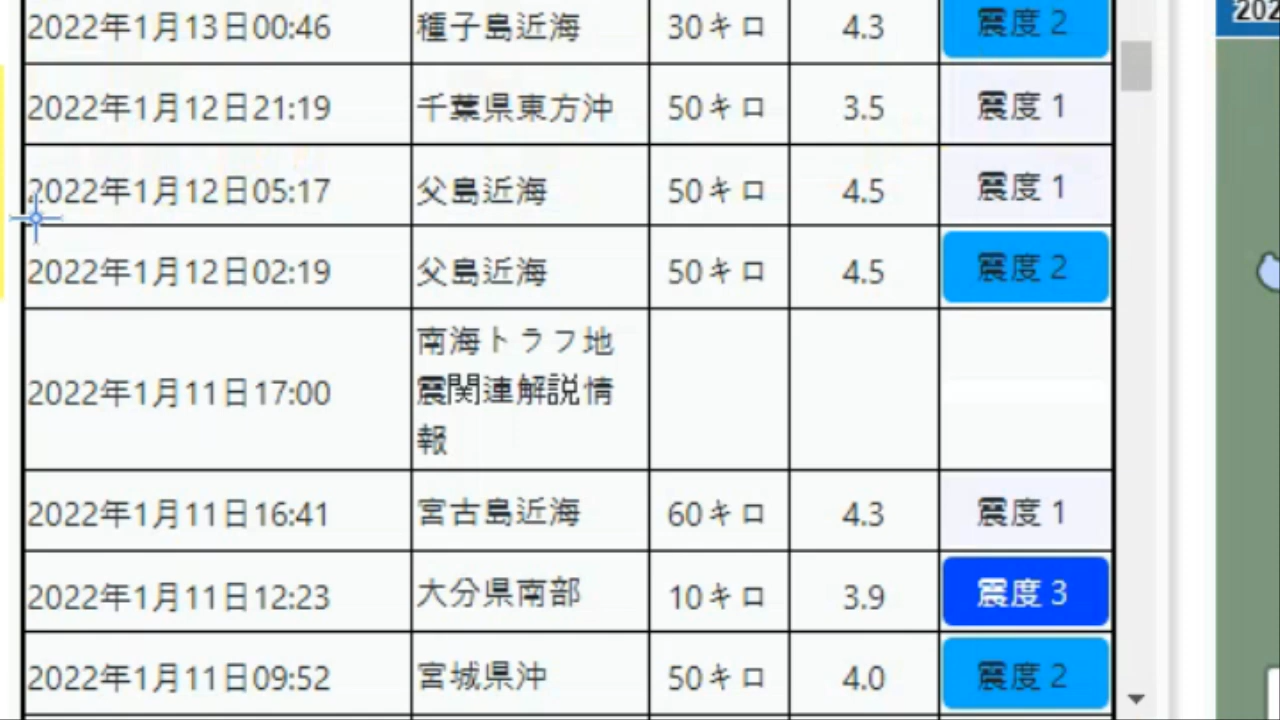 2022年1月13日00:46 種子島近海 30キロ 4.3 震度2
2022年1月12日21:19 千葉県東方沖 50キロ 3.5 震度1
2022年1月12日05:17 父島近海 50キロ 4.5 震度1
2022年1月12日02:19 父島近海 50キロ 4.5 震度2
2022年1月11日17:00 南海トラフ地
震関連解説情
報
2022年1月11日16:41 宮古島近海 60キロ 4.3 震度1
2022年1月11日12:23 大分県南部 10キロ 3.9 震度3
2022年1月11日09:52 宮城県沖 50キロ 4.0 震度2